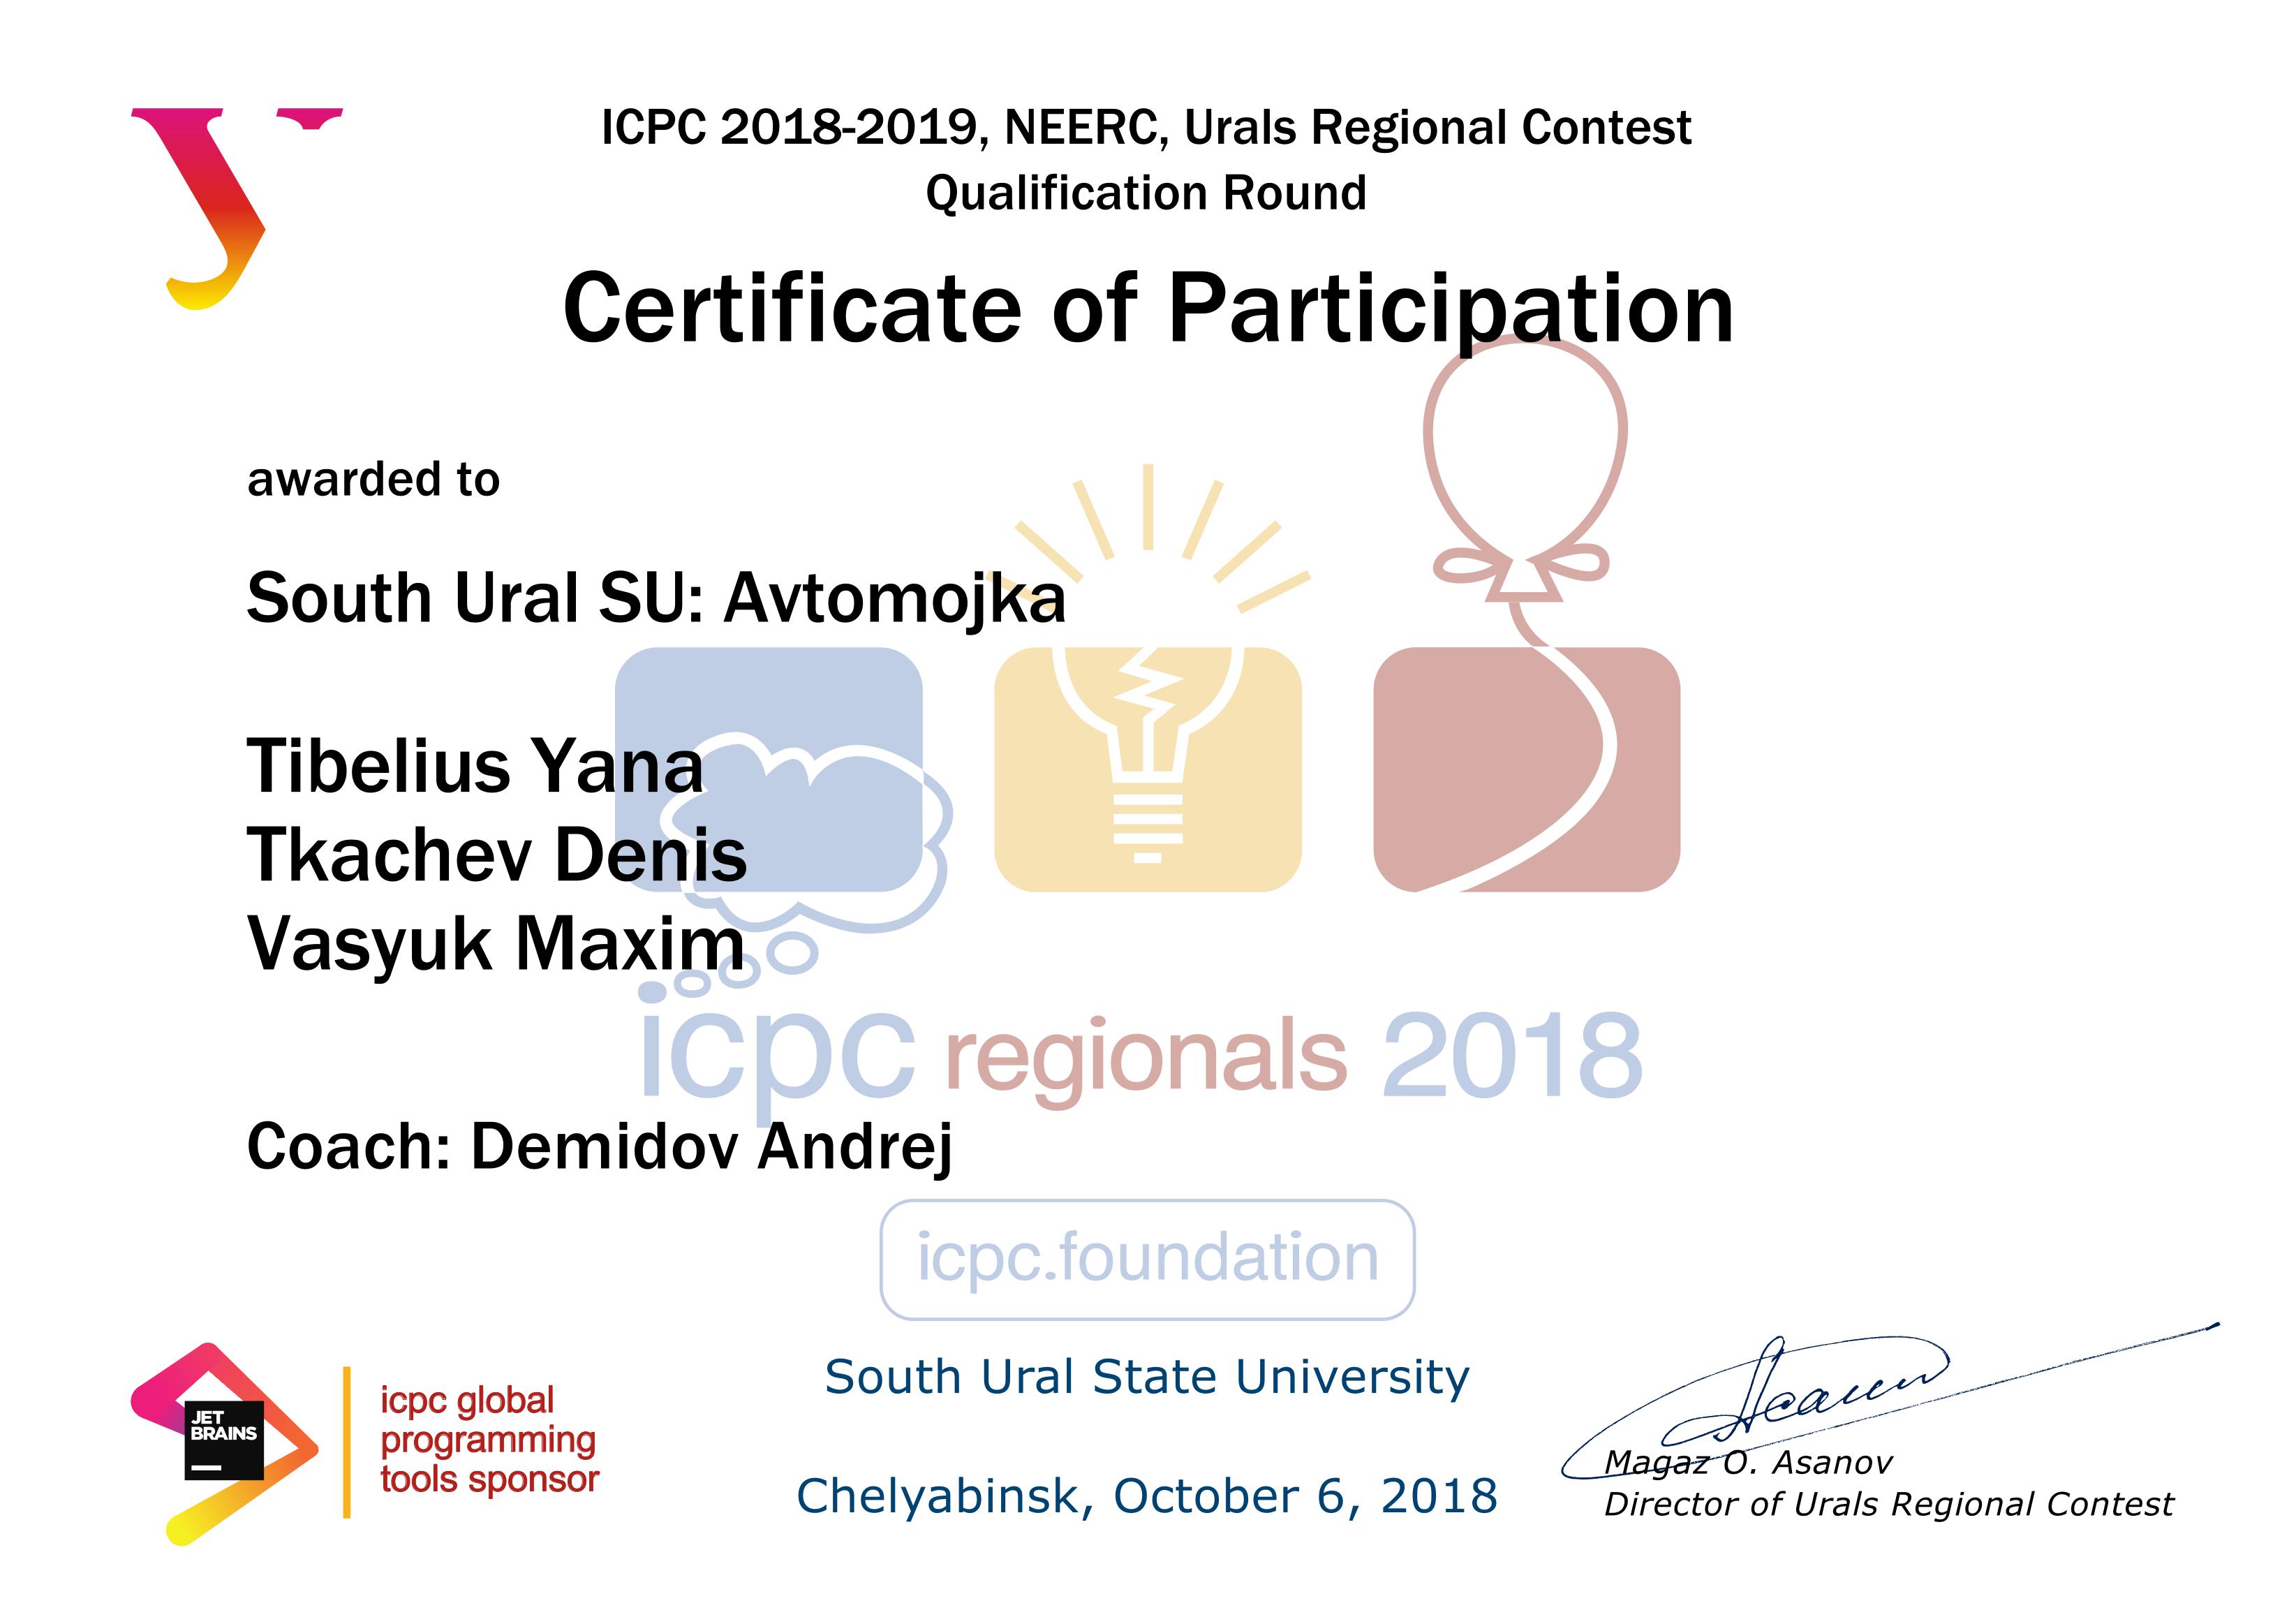 ICPC 2018-2019, NEERC, Urals Regional Contest
Qualification Round
Certificate of Participation
awarded to
South Ural SU: Avtomojka
Tibelius Yana
Tkachev Denis
Vasyuk Maxim
icpc regionals 2018
Coach: Demidov Andrej
icpc.foundation
JET
BRAINS
icpc global
programming
tools sponsor
South Ural State University
Chelyabinsk, October 6, 2018
Magaz O. Asanov
Director of Urals Regional Contest